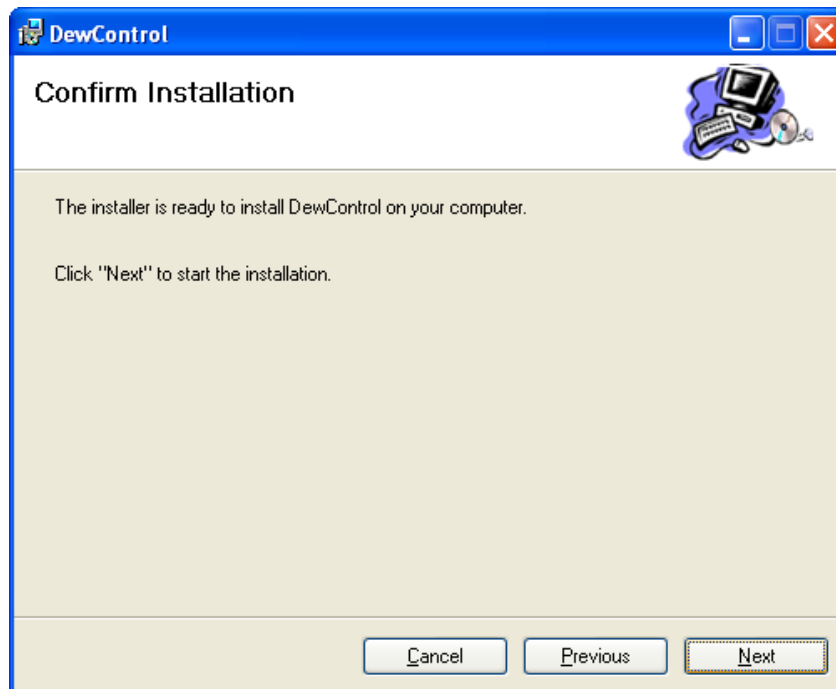 DewControl
Confirm Installation
The installer is ready to install DewControl on your computer.
Click "Next" to start the installation.
Cancel
Previous
Next